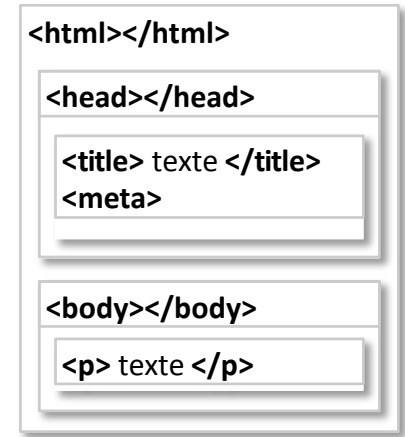 <html></html>
<head></head>
<title> texte </title>
<meta>
<body></body>
<p> texte </p>